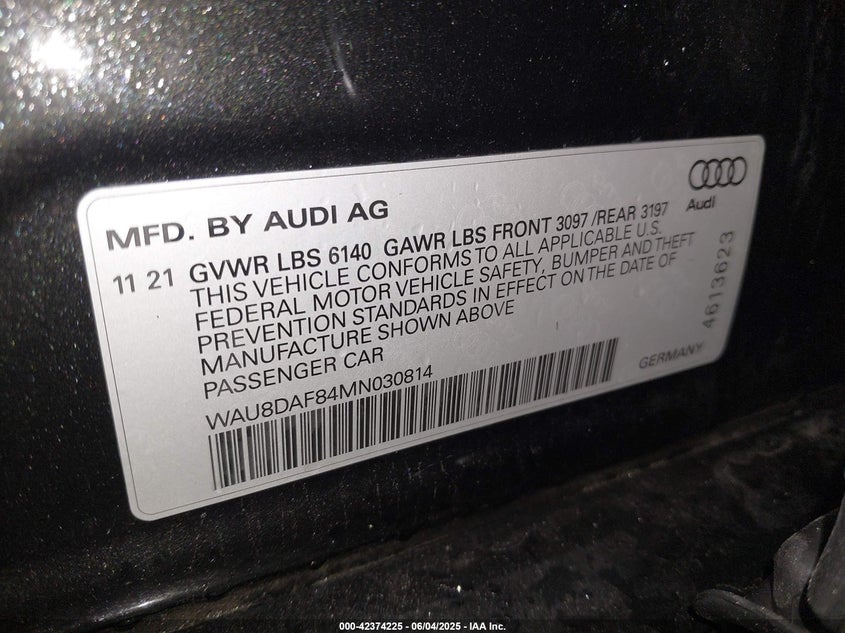 MFD. BY AUDI AG
Audi
11 21 GVWR LBS 6140 GAWR LBS FRONT 3097 /REAR 3197
THIS VEHICLE CONFORMS TO ALL APPLICABLE U.S.
FEDERAL MOTOR VEHICLE SAFETY, BUMPER AND THEFT
PREVENTION STANDARDS IN EFFECT ON THE DATE OF
MANUFACTURE SHOWN ABOVE
PASSENGER CAR
4613623
WAU8DAF84MN030814
GERMANY
000-42374225 - 06/04/2025 - IAA Inc.